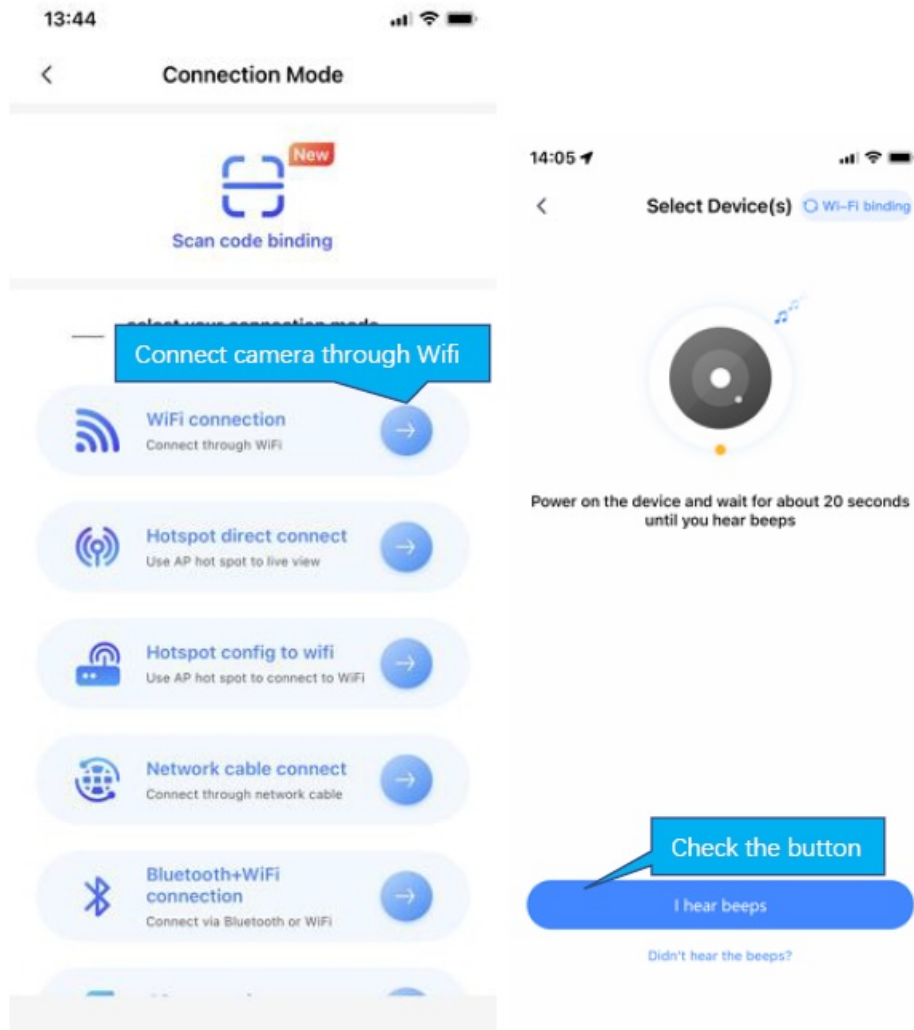 13:44
Connection Mode
New
Scan code binding
select your connection mode
Connect camera through Wifi
WiFi connection
Connect through WiFi
Hotspot direct connect
Use AP hot spot to live view
Hotspot config to wifi
Use AP hot spot to connect to WiFi
Network cable connect
Connect through network cable
Bluetooth+WiFi
connection
Connect via Bluetooth or WiFi
14:05
Select Device(s)
Wi-Fi binding
Power on the device and wait for about 20 seconds
until you hear beeps
Check the button
I hear beeps
Didn't hear the beeps?